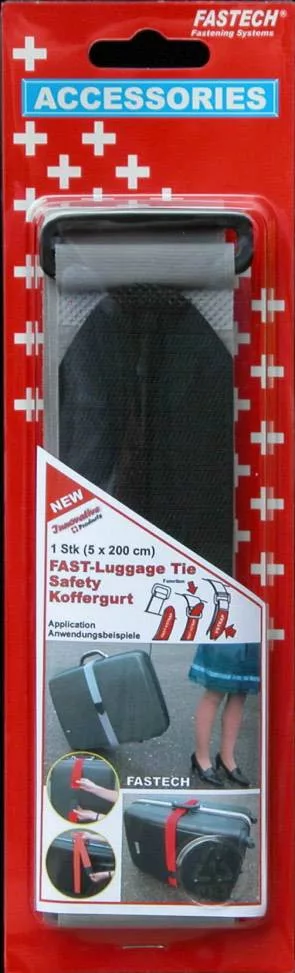 FASTECH®
Fastening Systems
ACCESSORIES
NEW
Innovative
Products
1 Stk (5 x 200 cm)
FAST-Luggage Tie
Safety
Koffergurt
Function
Application
Anwendungsbeispiele
FASTECH